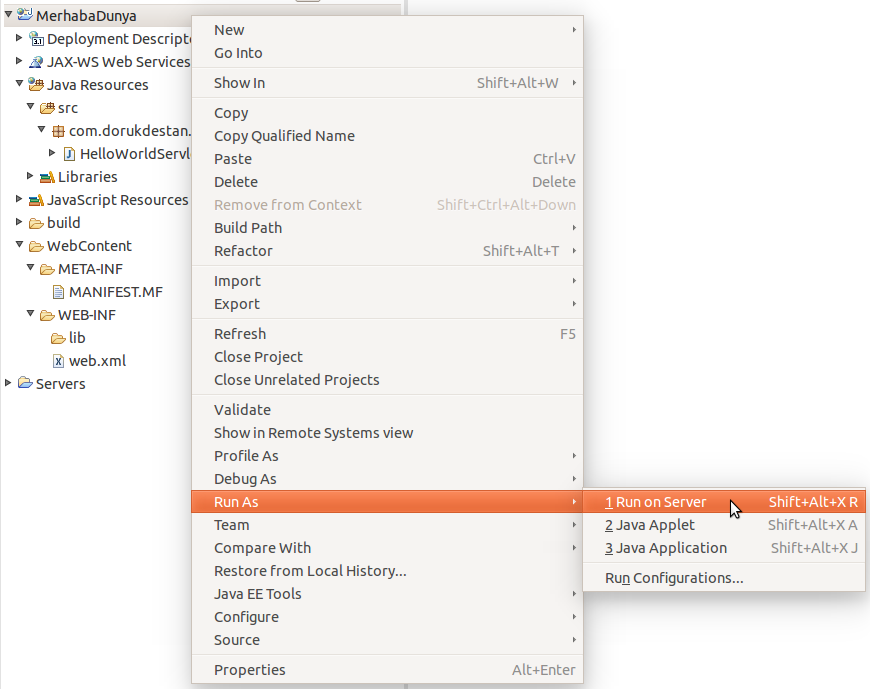 MerhabaDunya
Deployment Descripto
JAX-WS Web Services
Java Resources
src
com.dorukdestan.
HelloWorldServl
Libraries
JavaScript Resources
build
WebContent
META-INF
MANIFEST.MF
WEB-INF
lib
web.xml
Servers
New
Go Into
Show In Shift+Alt+W
Copy
Copy Qualified Name
Paste Ctrl+V
Delete Delete
Remove from Context Shift+Ctrl+Alt+Down
Build Path
Refactor Shift+Alt+T
Import
Export
Refresh F5
Close Project
Close Unrelated Projects
Validate
Show in Remote Systems view
Profile As
Debug As
Run As
Team
Compare With
Restore from Local History...
Java EE Tools
Configure
Source
Properties Alt+Enter
1 Run on Server Shift+Alt+X R
2 Java Applet Shift+Alt+X A
3 Java Application Shift+Alt+X J
Run Configurations...